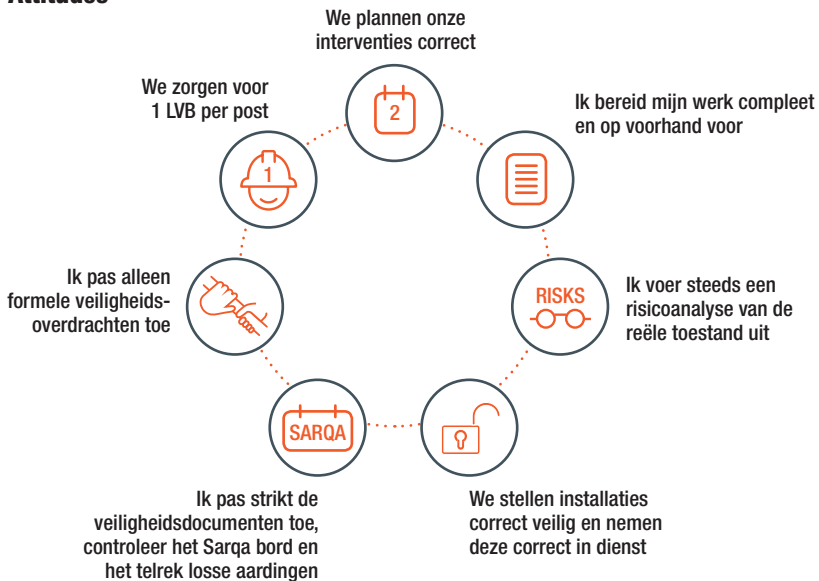 Attitudes
We plannen onze
interventies correct
2
Ik bereid mijn werk compleet
en op voorhand voor
RISKS
Ik voer steeds een
risicoanalyse van de
reële toestand uit
We stellen installaties
correct veilig en nemen
deze correct in dienst
SARQA
Ik pas strikt de
veiligheidsdocumenten toe,
controleer het Sarqa bord en
het telrek losse aardingen
Ik pas alleen
formele veiligheids-
overdrachten toe
We zorgen voor
1 LVB per post
1